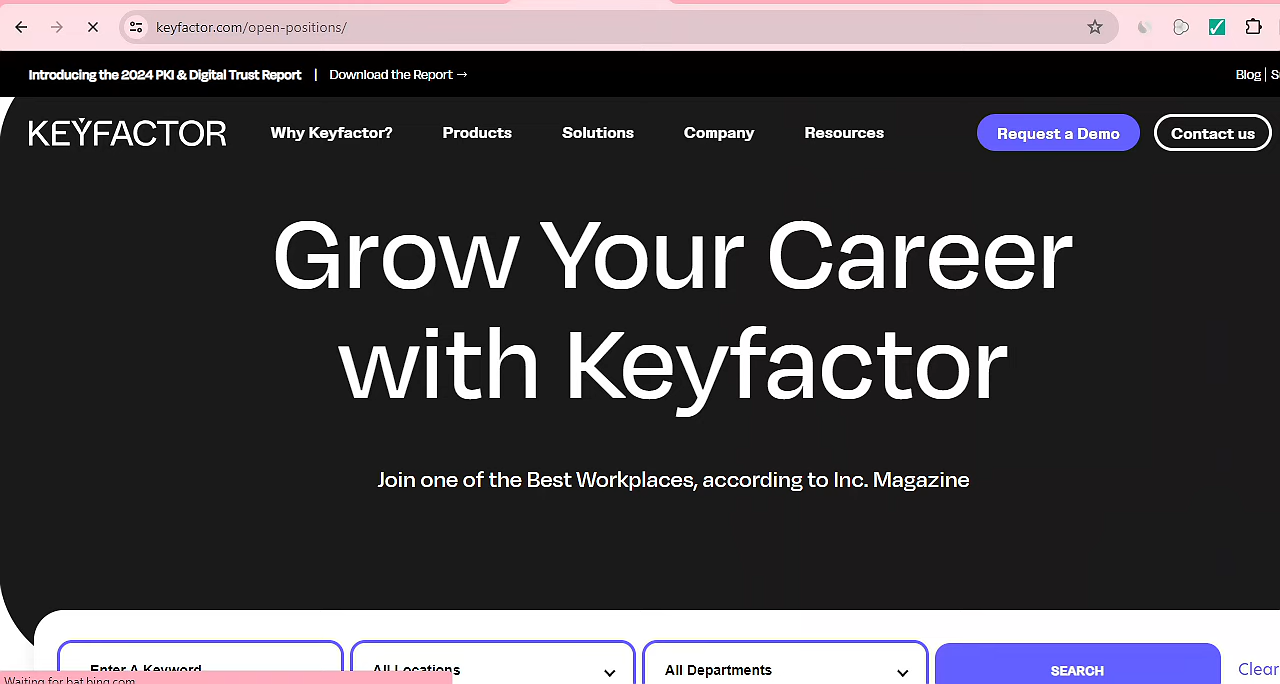 keyfactor.com/open-positions/
Introducing the 2024 PKI & Digital Trust Report | Download the Report →
Blog |
KEYFACTOR
Why Keyfactor?
Products
Solutions
Company
Resources
Request a Demo
Contact us
Grow Your Career
with Keyfactor
Join one of the Best Workplaces, according to Inc. Magazine
Enter A Keyword
All Locations
All Departments
SEARCH
Clear
Waiting for bat.bing.com